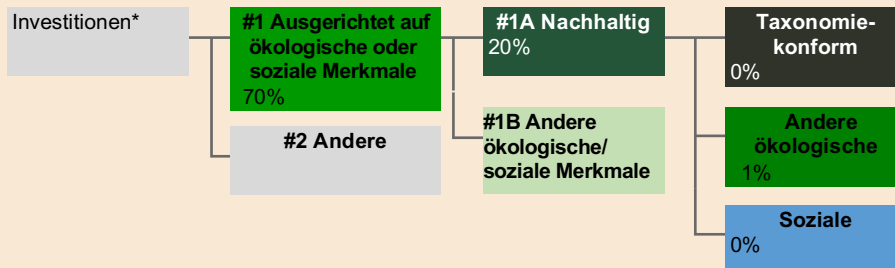 Investitionen*
#1 Ausgerichtet auf
ökologische oder
soziale Merkmale
70%
#2 Andere
#1A Nachhaltig
20%
#1B Andere
ökologische/
soziale Merkmale
Taxonomie-
konform
0%
Andere
ökologische
1%
Soziale
0%